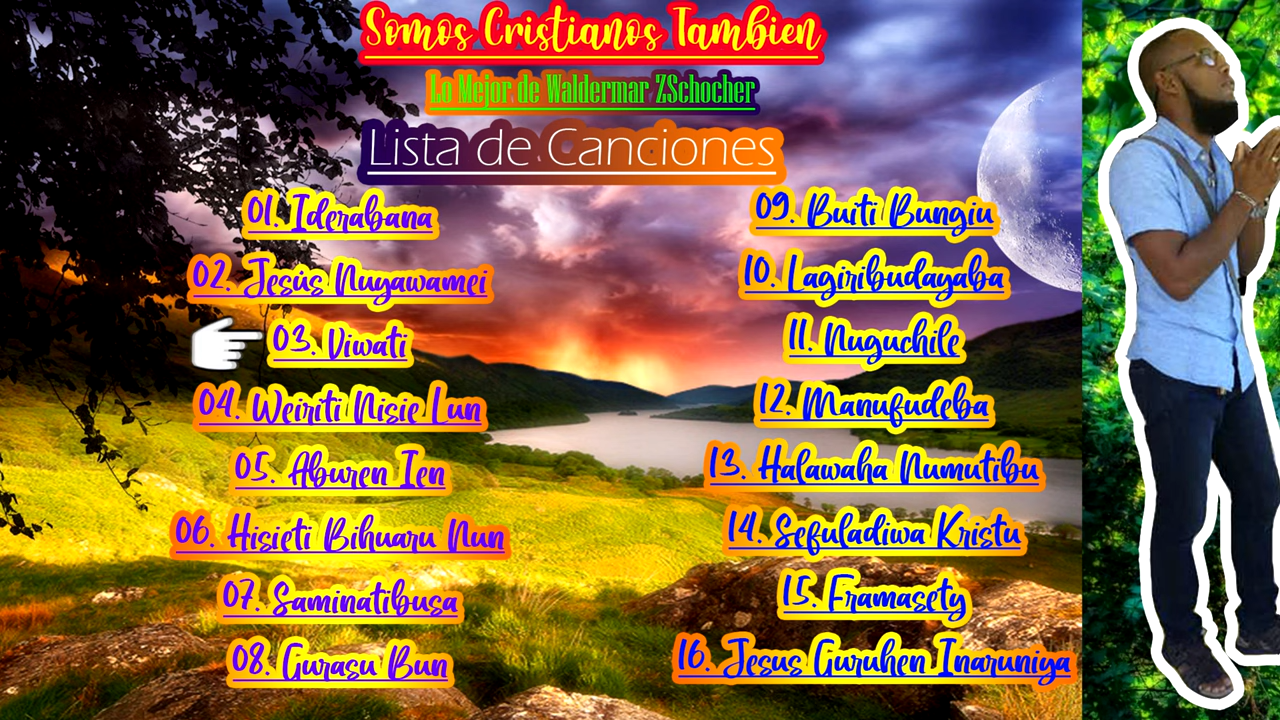 Somos Cristianos Tambien
Lo Mejor de Waldermar ZSchocher
Lista de Canciones
01. Iderabana
02. Jesús Nuyawamei
03. Viwati
04. Weiriti Nisie Lun
05. Aburen Ien
06. Hisieti Bihuaru Nun
07. Saminatibusa
08. Gurasu Bun
09. Buiti Bungiu
10. Lagiribudayaba
11. Nuguchile
12. Manufudeba
13. Halawaha Numutibu
14. Sefuladiwa Kristu
15. Framasety
16. Jesus Guruhen Inaruniya